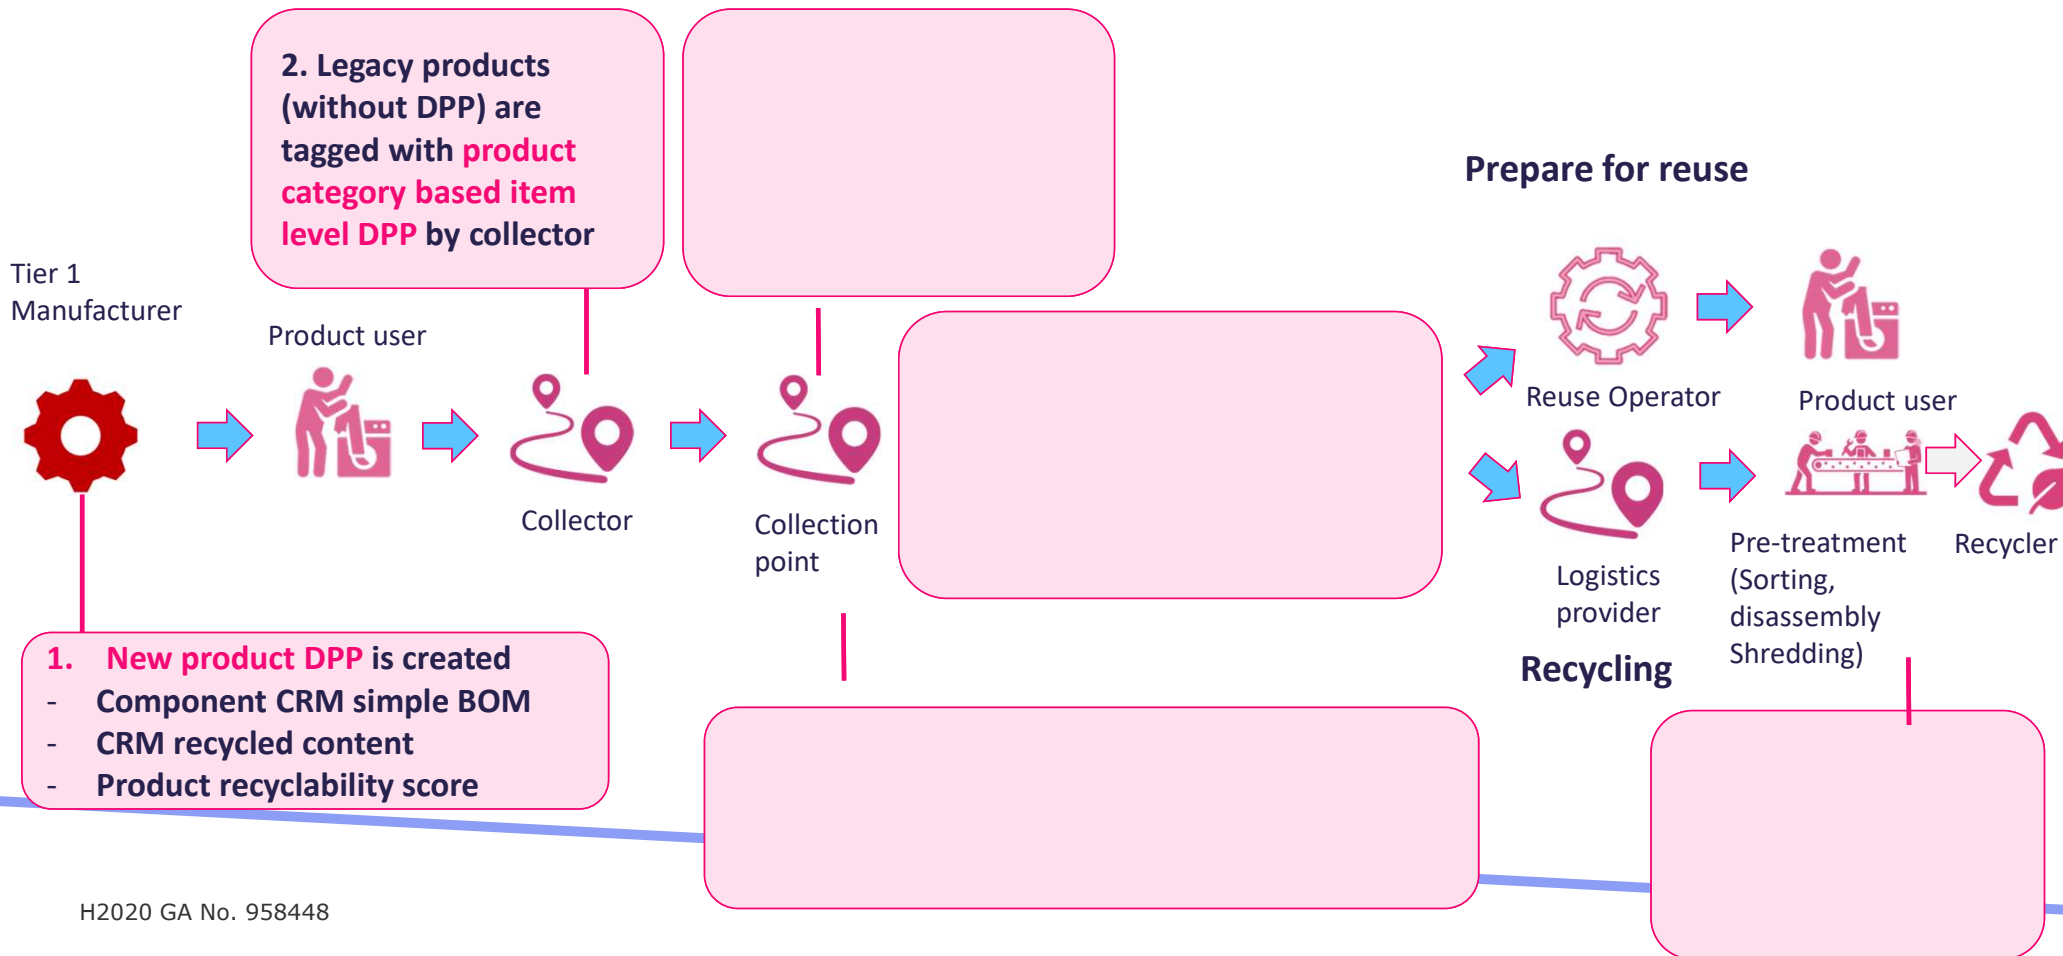 2. Legacy products
(without DPP) are
tagged with product
category based item
level DPP by collector
Prepare for reuse
Tier 1
Manufacturer
Product user
Reuse Operator
Product user
Collector
Collection
point
Logistics
provider
Pre-treatment
(Sorting,
disassembly
Shredding)
Recycler
Recycling
1. New product DPP is created
- Component CRM simple BOM
- CRM recycled content
- Product recyclability score
H2020 GA No. 958448